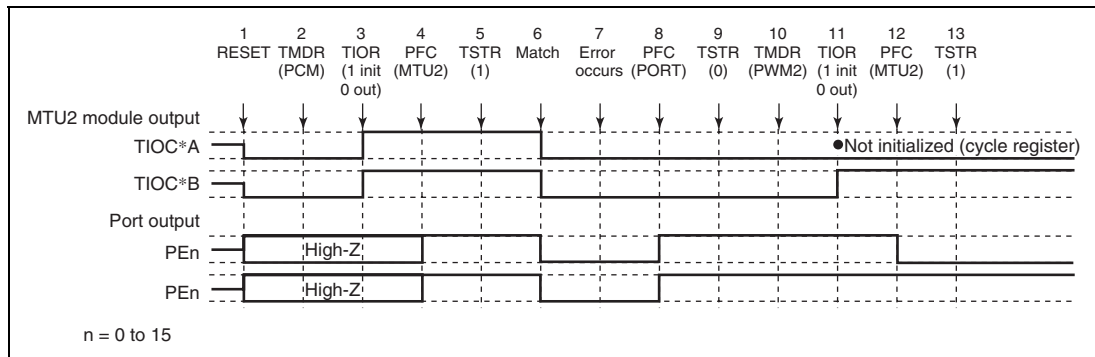 1 2 3 4 5 6 7 8 9 10 11 12 13
RESET TMDR TIOR PFC TSTR Match Error PFC TSTR TMDR TIOR PFC TSTR
(PCM) (1 init (MTU2) (1) occurs (PORT) (0) (PWM2) (1 init (MTU2) (1)
0 out) 0 out)
MTU2 module output
TIOC*A ●Not initialized (cycle register)
TIOC*B
Port output
PEn High-Z
PEn High-Z
n = 0 to 15